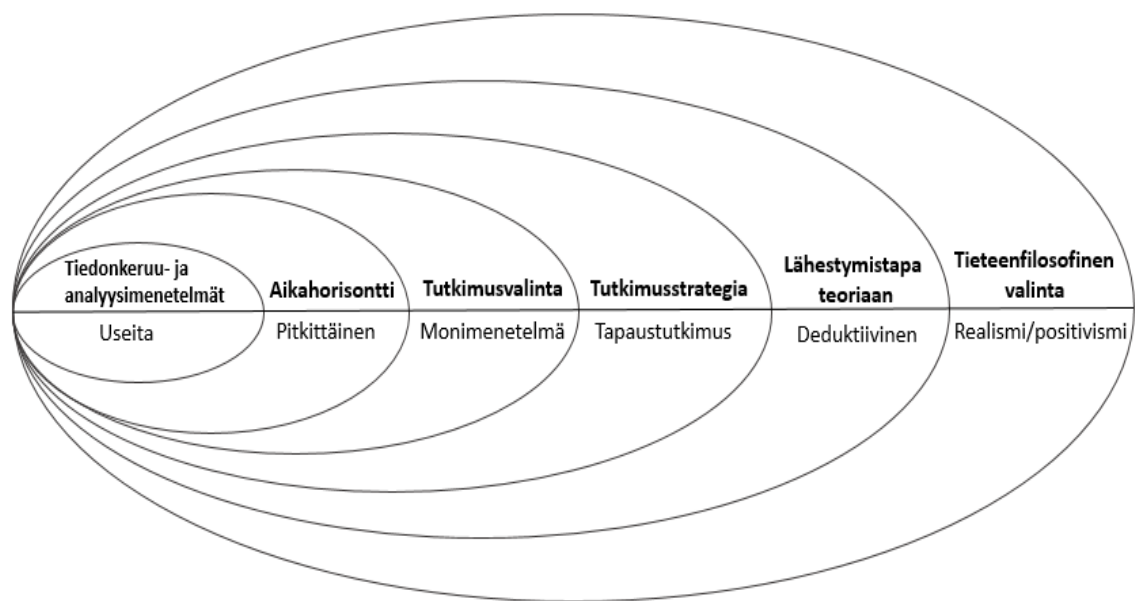 Tiedonkeruu- ja
analyysimenetelmät
Useita
Aikahorisontti
Pitkittäinen
Tutkimusvalinta
Monimenetelmä
Tutkimusstrategia
Tapaustutkimus
Lähestymistapa
teoriaan
Deduktiivinen
Tieteenfilosofinen
valinta
Realismi/positivismi